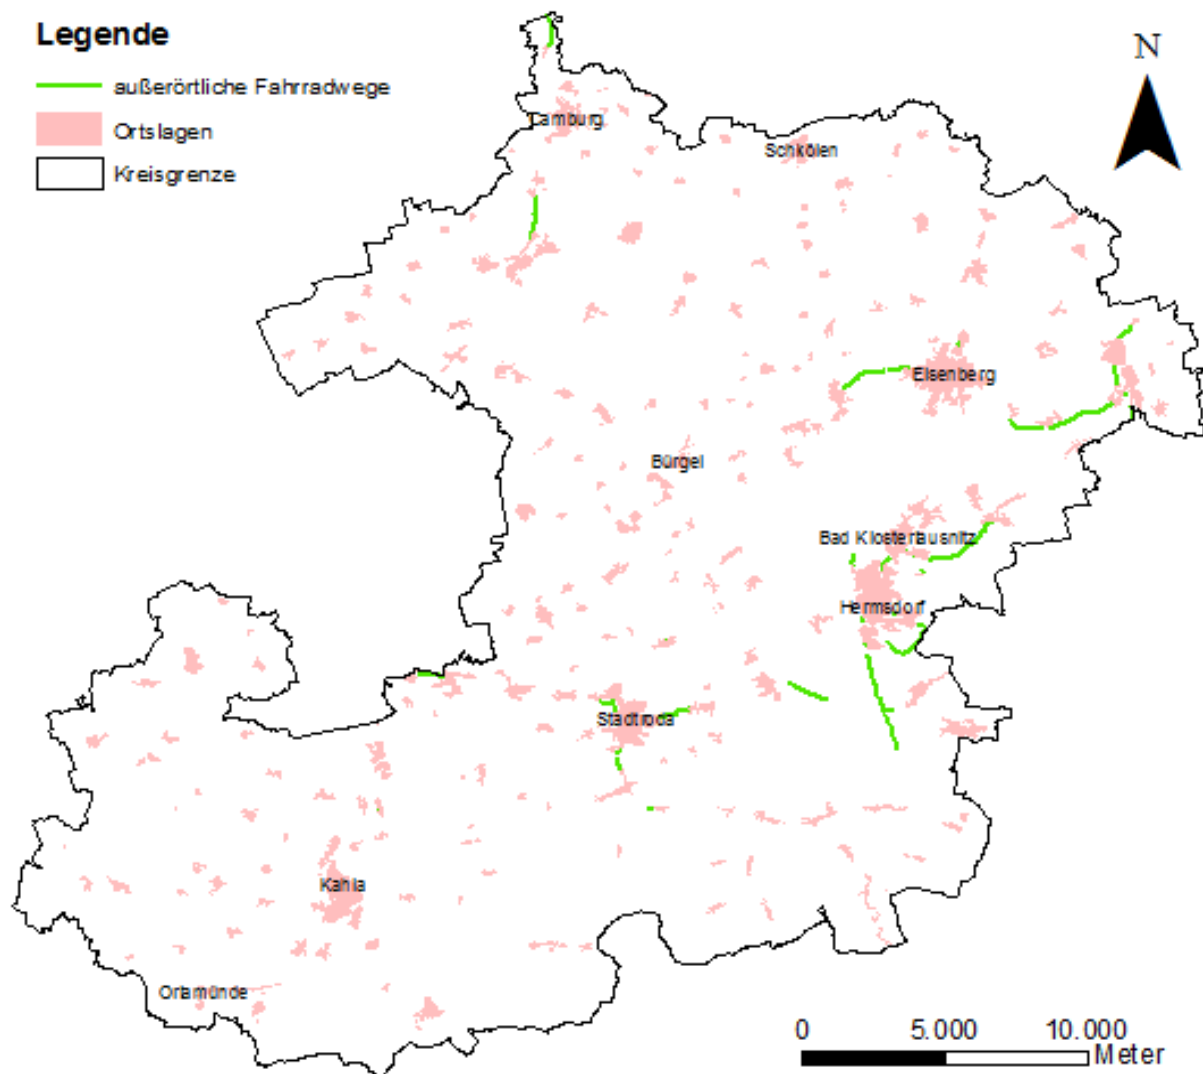 Legende
außerörtliche Fahrradwege
Ortslagen
Kreisgrenze
N
Camburg
Schkölen
Eisenberg
Bürgel
Bad Klosterlausnitz
Hermsdorf
Stadtroda
Kahla
Orlamünde
0 5.000 10.000
Meter